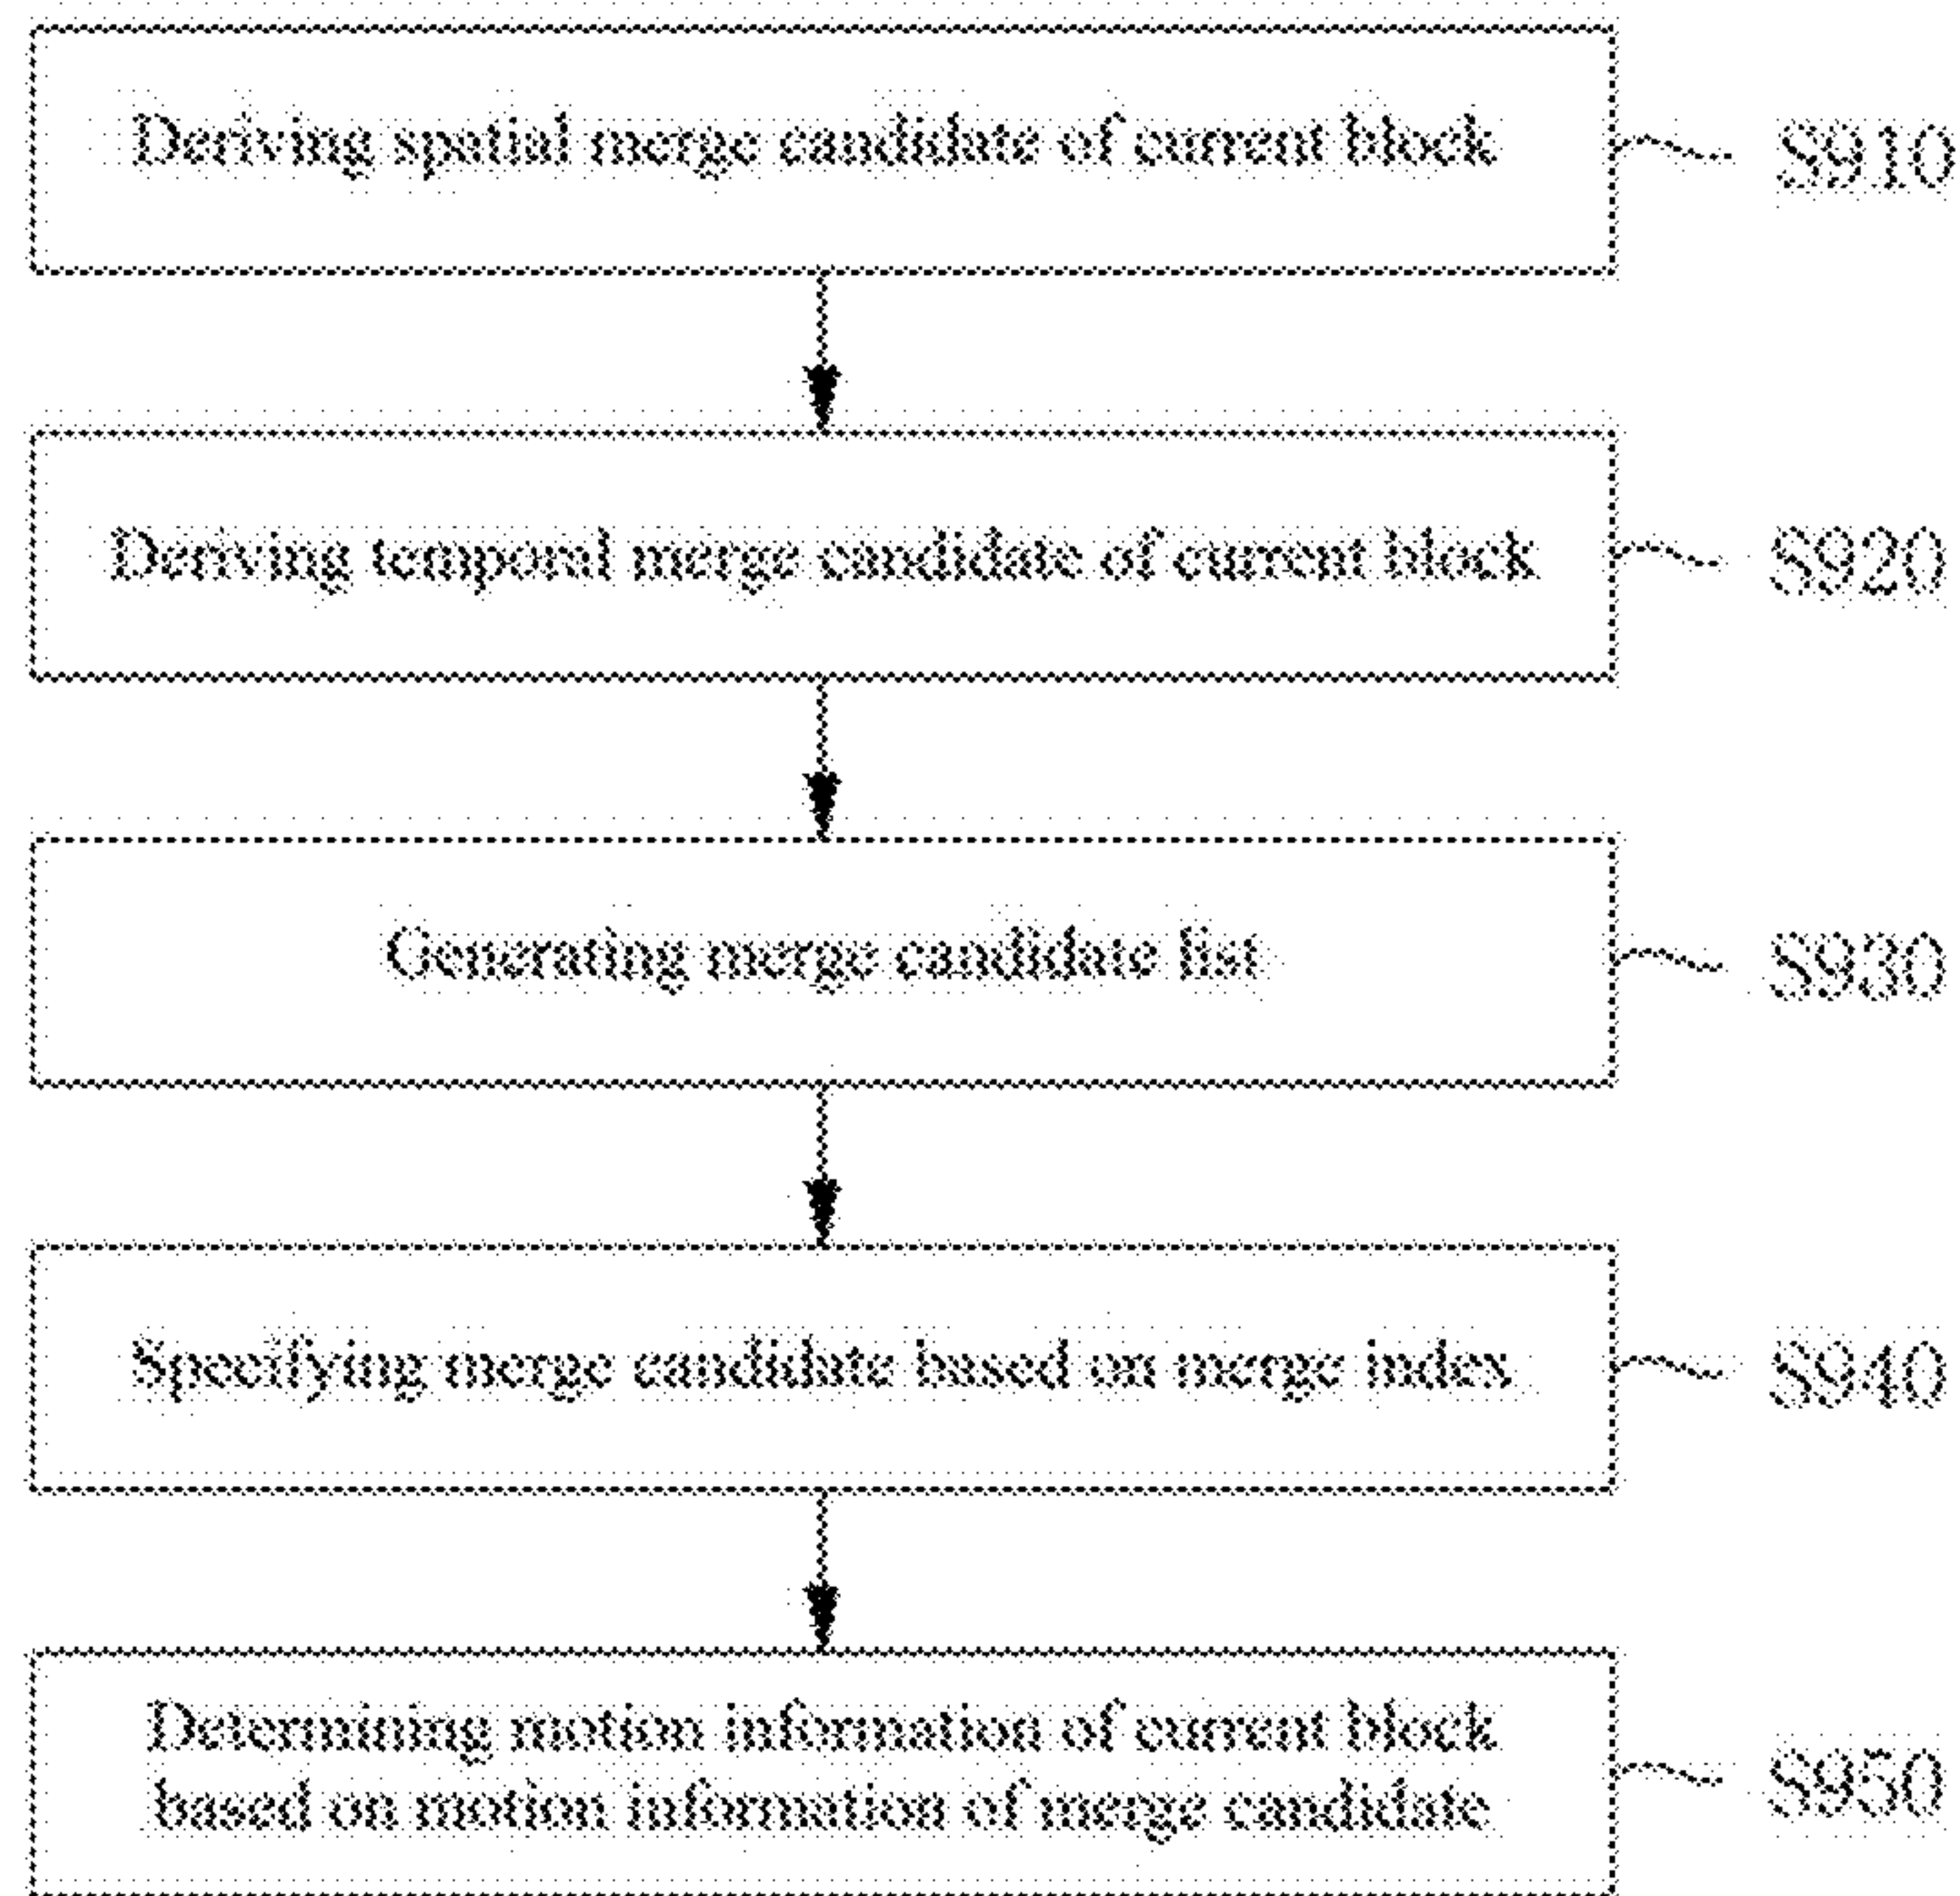 Deriving spatial merge candidate of current block
S910
Deriving temporal merge candidate of current block
S920
Generating merge candidate list
S930
Specifying merge candidate based on merge index
S940
Determining motion information of current block
based on motion information of merge candidate
S950